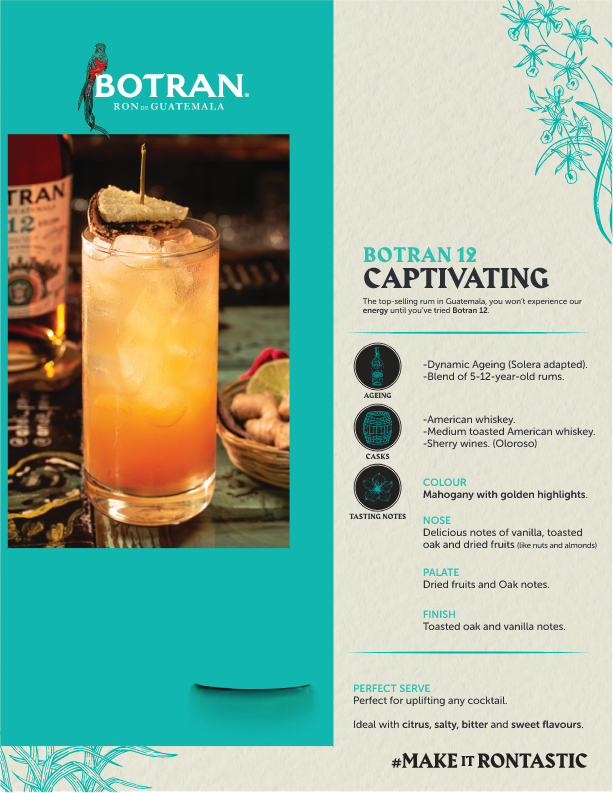 BOTRAN®
RON DE GUATEMALA
TRAN
12
BOTRAN 12
CAPTIVATING
The top-selling rum in Guatemala, you won't experience our
energy until you've tried Botran 12.
AGEING
-Dynamic Ageing (Solera adapted).
-Blend of 5-12-year-old rums.
CASKS
-American whiskey.
-Medium toasted American whiskey.
-Sherry wines. (Oloroso)
TASTING NOTES
COLOUR
Mahogany with golden highlights.
NOSE
Delicious notes of vanilla, toasted
oak and dried fruits (like nuts and almonds)
PALATE
Dried fruits and Oak notes.
FINISH
Toasted oak and vanilla notes.
PERFECT SERVE
Perfect for uplifting any cocktail.
Ideal with citrus, salty, bitter and sweet flavours.
#MAKE IT RONTASTIC